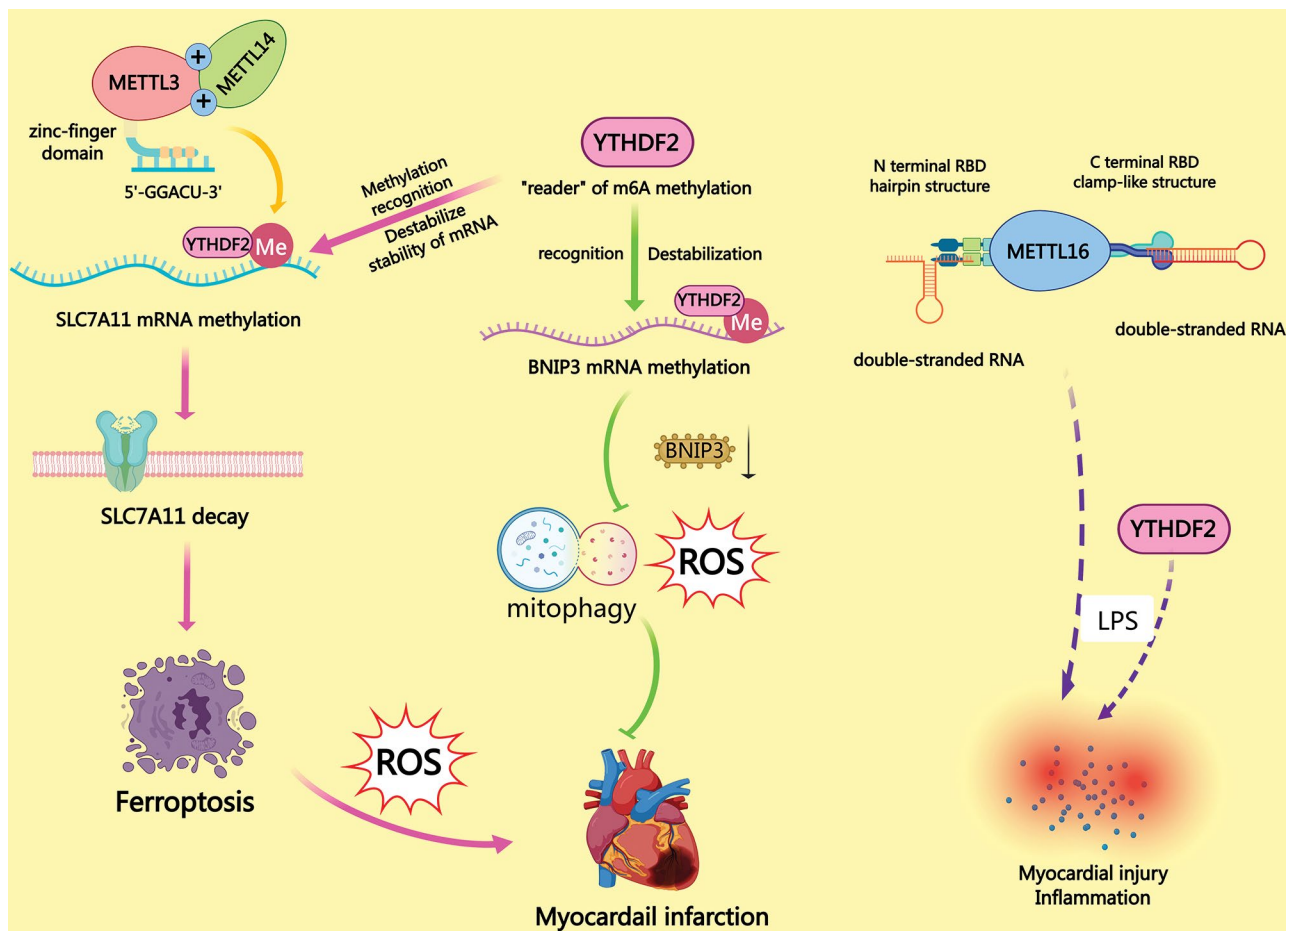 METTL3
METTL14
+
+
zinc-finger
domain
5'-GGACU-3'
YTHDF2
Me
SLC7A11 mRNA methylation
SLC7A11 decay
Ferroptosis
ROS
Methylation
recognition
Destabilize
stability of mRNA
YTHDF2
"reader" of m6A methylation
recognition
Destabilization
YTHDF2
Me
BNIP3 mRNA methylation
BNIP3
mitophagy
ROS
Myocardail infarction
N terminal RBD
hairpin structure
C terminal RBD
clamp-like structure
METTL16
double-stranded RNA
double-stranded RNA
YTHDF2
LPS
Myocardial injury
Inflammation